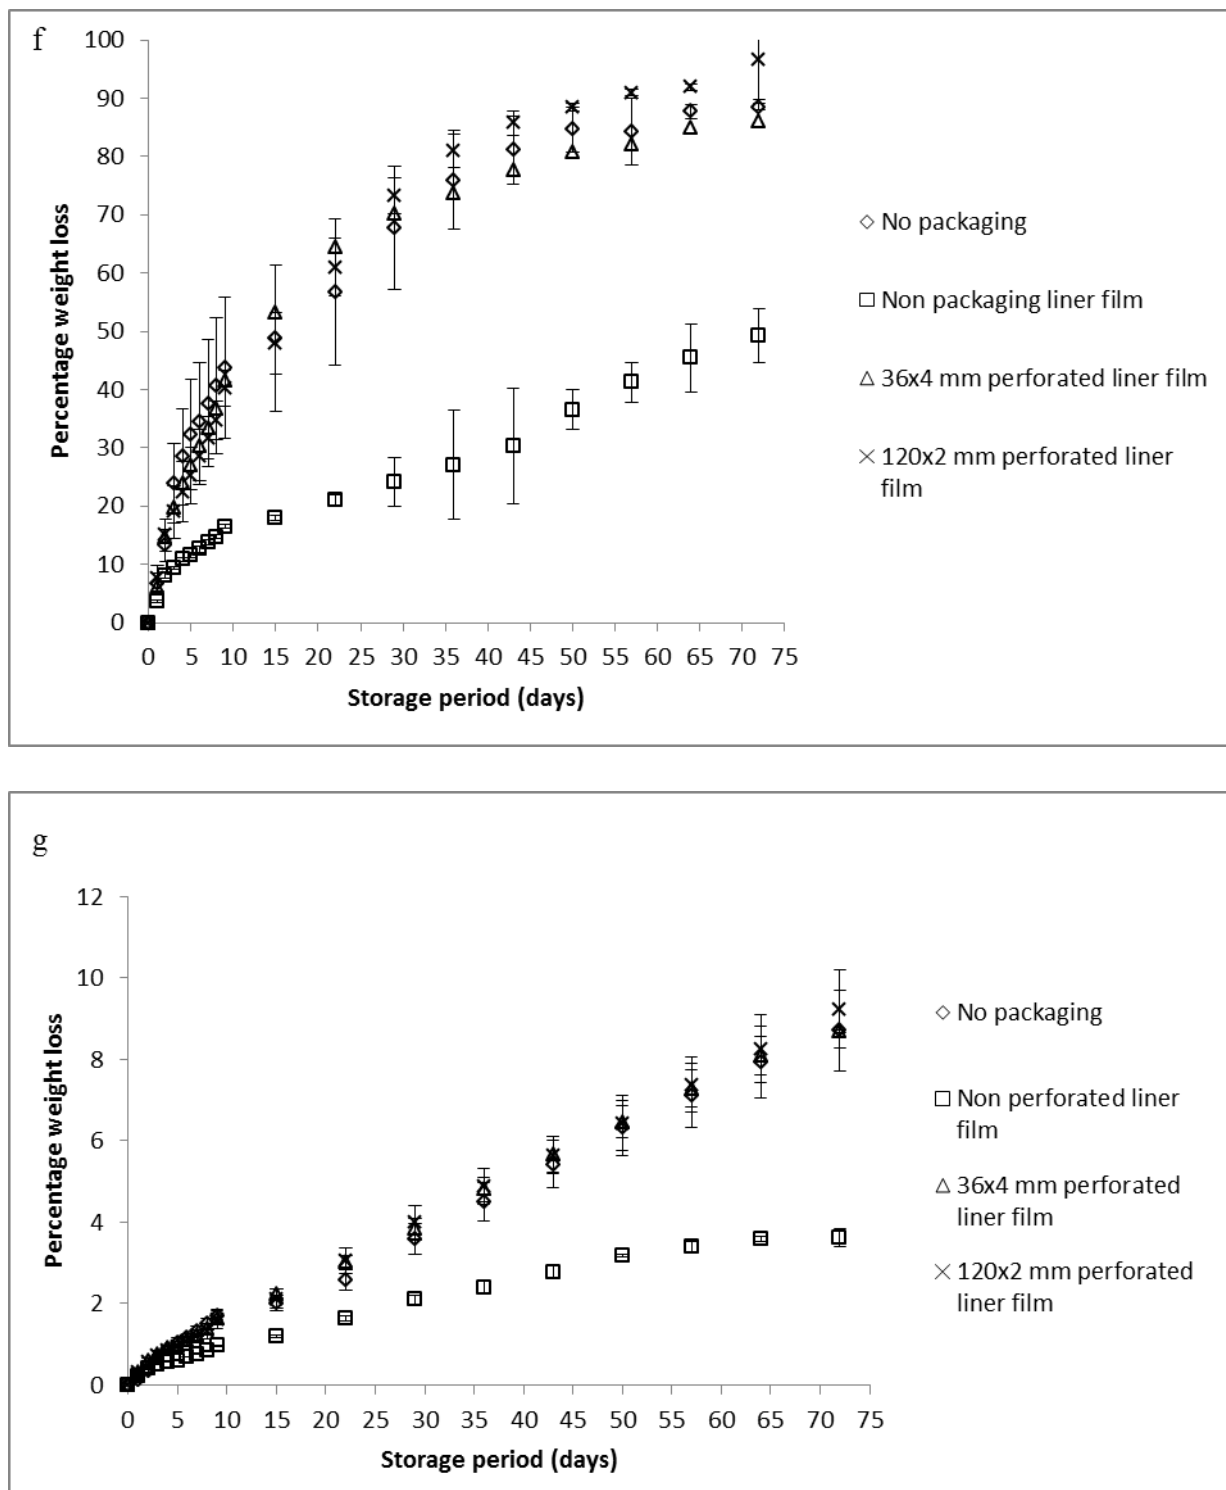 f
100
90
80
70
60
50
40
30
20
10
0
Percentage weight loss
0 5 10 15 20 25 30 35 40 45 50 55 60 65 70 75
Storage period (days)
No packaging
Non packaging liner film
36x4 mm perforated liner film
120x2 mm perforated liner
film
g
12
10
8
6
4
2
0
Percentage weight loss
0 5 10 15 20 25 30 35 40 45 50 55 60 65 70 75
Storage period (days)
No packaging
Non perforated liner
film
36x4 mm perforated
liner film
120x2 mm perforated
liner film